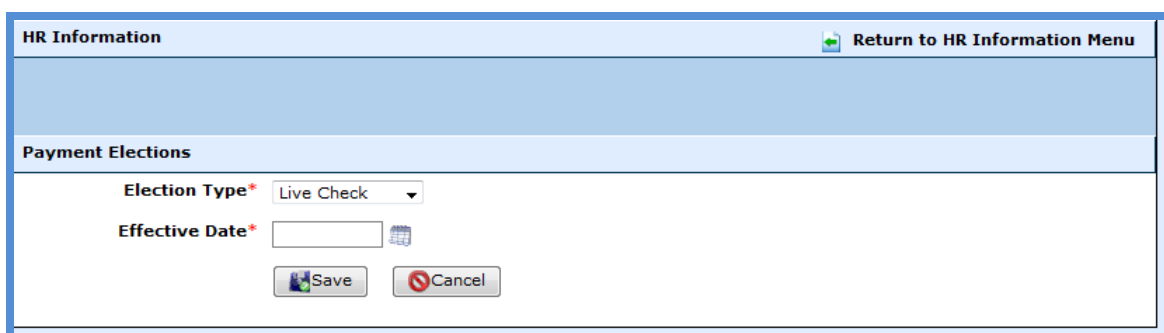 HR Information
Return to HR Information Menu
Payment Elections
Election Type* Live Check
Effective Date*
Save Cancel